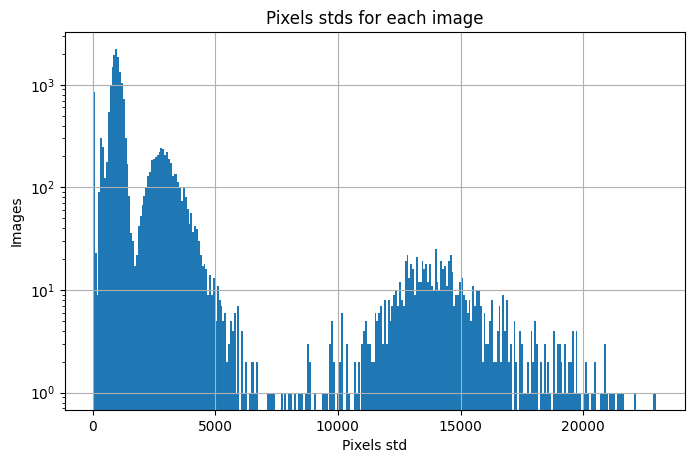 Pixels stds for each image
10³
10²
10¹
10⁰
Images
0 5000 10000 15000 20000
Pixels std